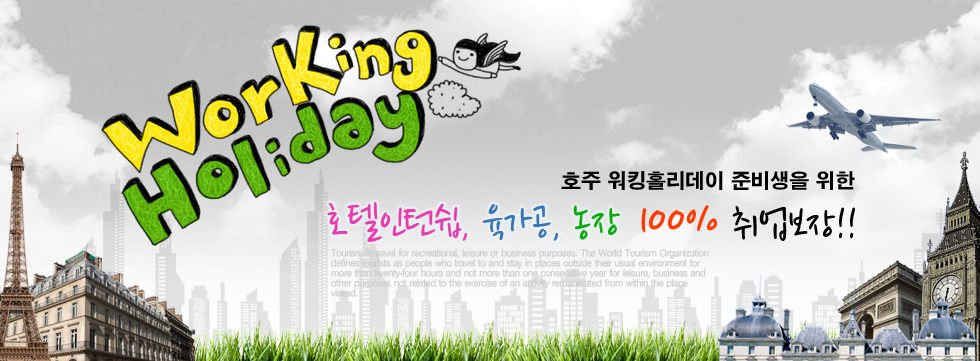 Working
Holiday
호주 워킹홀리데이 준비생을 위한
호텔인턴쉽, 육가공, 농장 100% 취업보장!!
Tourism is travel for recreational, leisure or business purposes. The World Tourism Organization
defines tourists as people who travel to and stay in places outside their usual environment for
more than twenty-four hours and not more than one consecutive year for leisure, business and
other purposes not related to the exercise of an activity remunerated from within the place
visited.